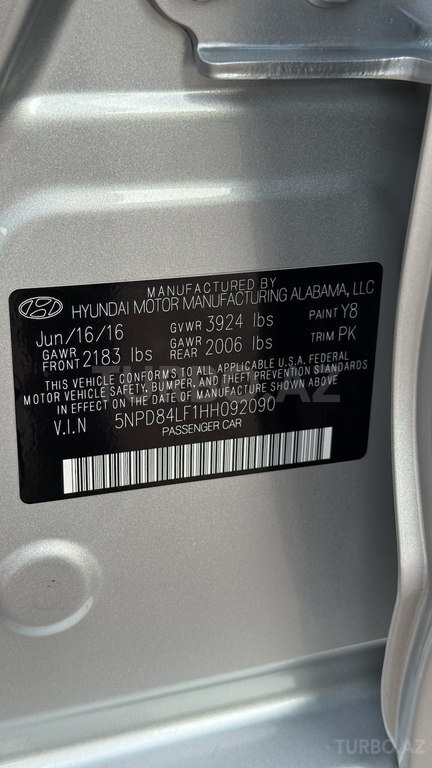 MANUFACTURED BY
HYUNDAI MOTOR MANUFACTURING ALABAMA, LLC
Jun/16/16 GVWR 3924 lbs PAINT Y8
GAWR FRONT 2183 lbs GAWR REAR 2006 lbs TRIM PK
THIS VEHICLE CONFORMS TO ALL APPLICABLE U.S.A. FEDERAL
MOTOR VEHICLE SAFETY, BUMPER, AND THEFT PREVENTION STANDARDS
IN EFFECT ON THE DATE OF MANUFACTURE SHOWN ABOVE.
V.I.N 5NPD84LF1HH092090
PASSENGER CAR
TURBO.AZ
TURBO.AZ